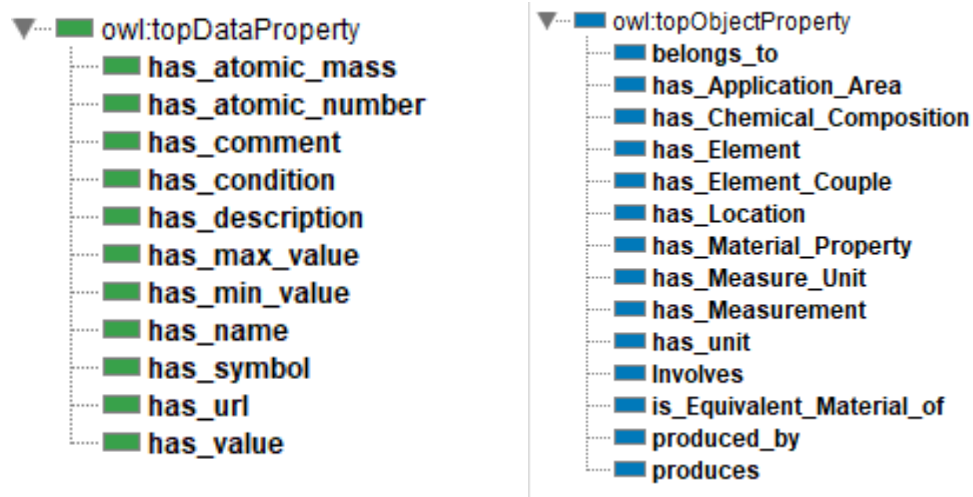 owl:topDataProperty
has_atomic_mass
has_atomic_number
has_comment
has_condition
has_description
has_max_value
has_min_value
has_name
has_symbol
has_url
has_value
owl:topObjectProperty
belongs_to
has_Application_Area
has_Chemical_Composition
has_Element
has_Element_Couple
has_Location
has_Material_Property
has_Measure_Unit
has_Measurement
has_unit
Involves
is_Equivalent_Material_of
produced_by
produces